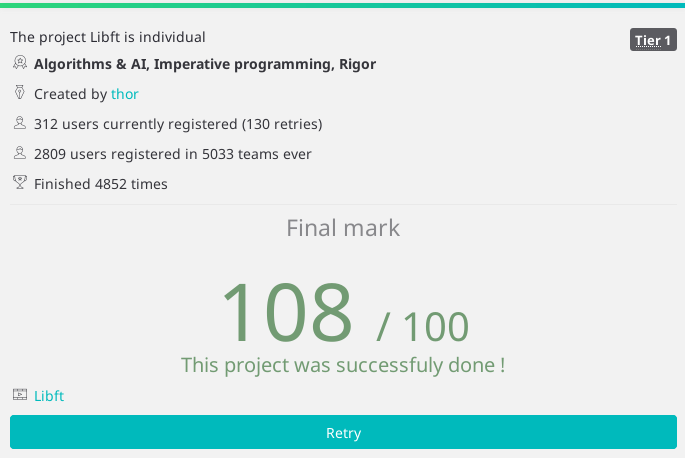 The project Libft is individual
Tier 1
Algorithms & AI, Imperative programming, Rigor
Created by thor
312 users currently registered (130 retries)
2809 users registered in 5033 teams ever
Finished 4852 times
Final mark
108 / 100
This project was successfuly done !
Libft
Retry